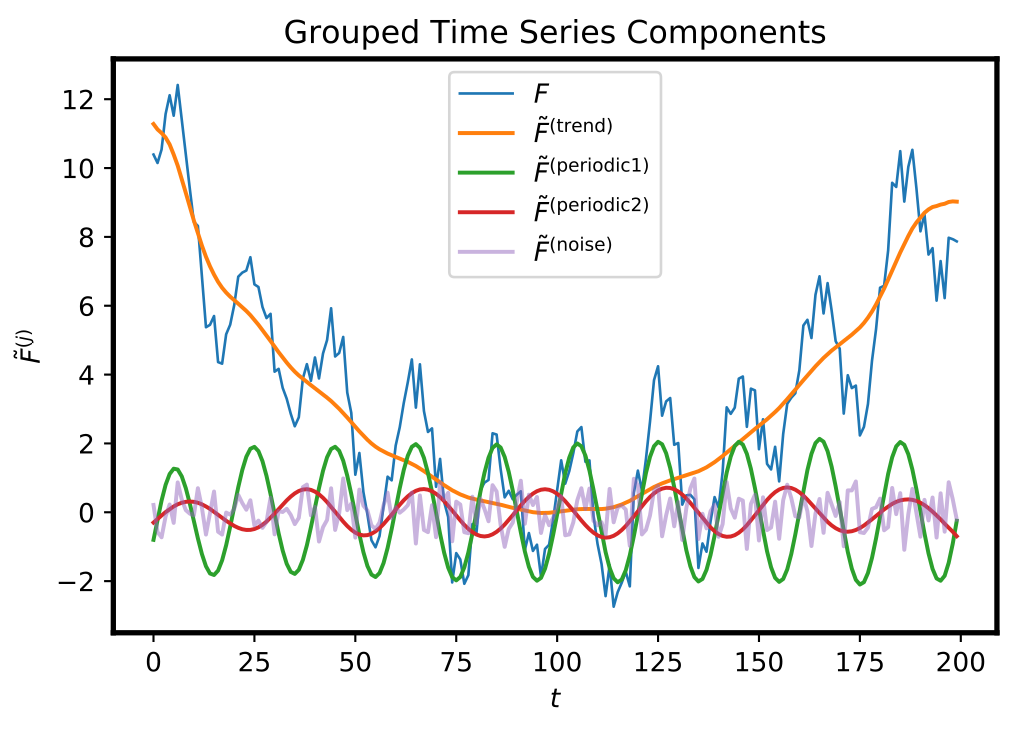 Grouped Time Series Components
F
F̃(trend)
F̃(periodic1)
F̃(periodic2)
F̃(noise)
12
10
8
6
4
2
0
−2
F̃(j)
0 25 50 75 100 125 150 175 200
t